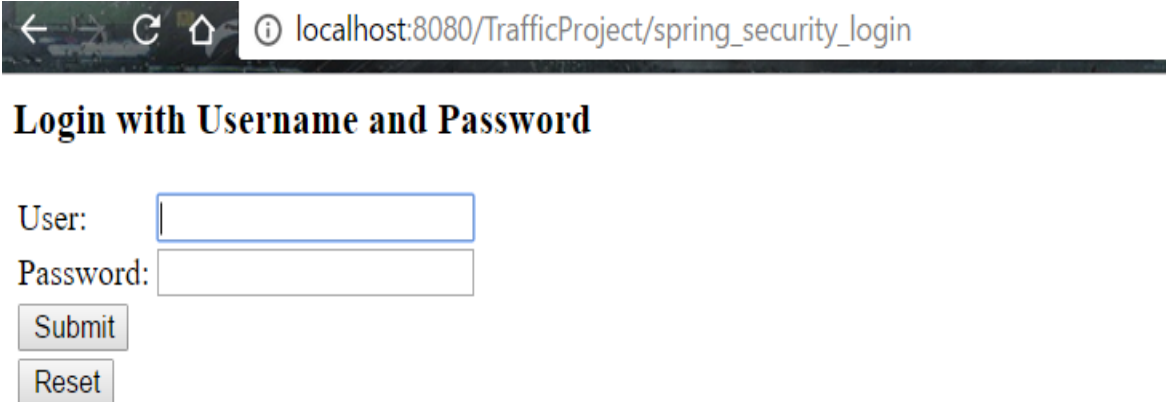 localhost:8080/TrafficProject/spring_security_login
Login with Username and Password
User:
Password:
Submit
Reset